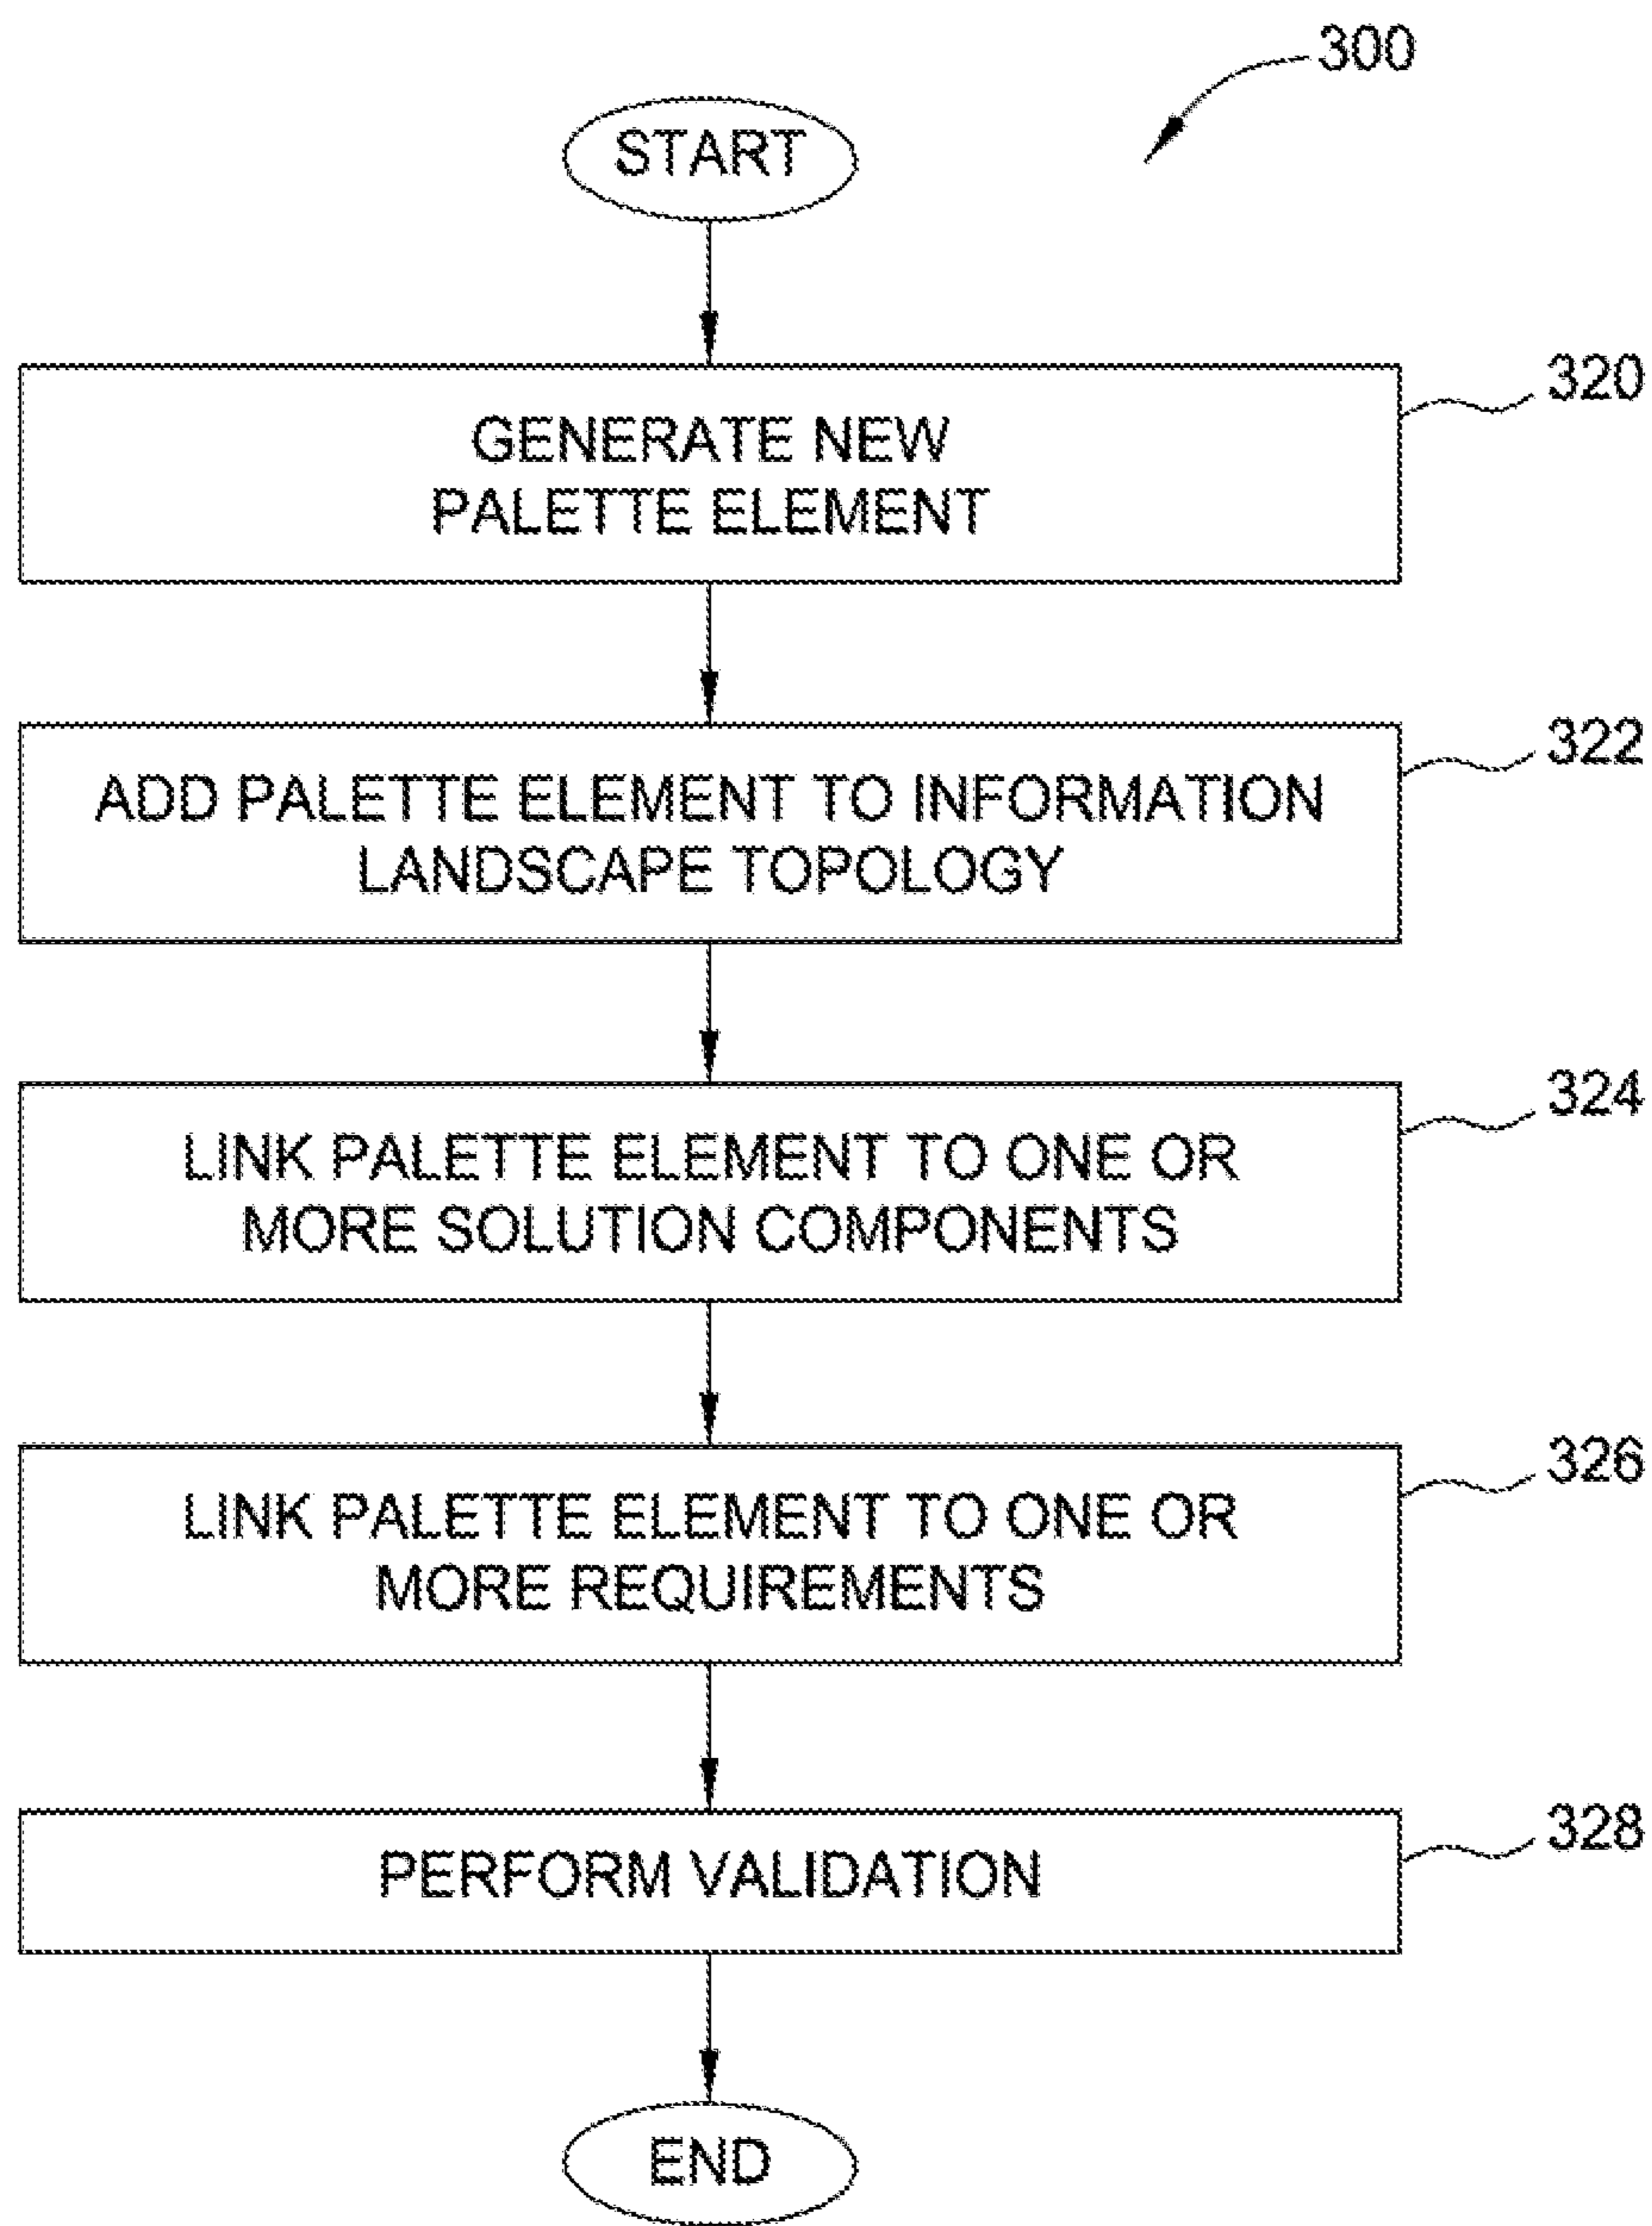 300
START
320
GENERATE NEW
PALETTE ELEMENT
322
ADD PALETTE ELEMENT TO INFORMATION
LANDSCAPE TOPOLOGY
324
LINK PALETTE ELEMENT TO ONE OR
MORE SOLUTION COMPONENTS
326
LINK PALETTE ELEMENT TO ONE OR
MORE REQUIREMENTS
328
PERFORM VALIDATION
END